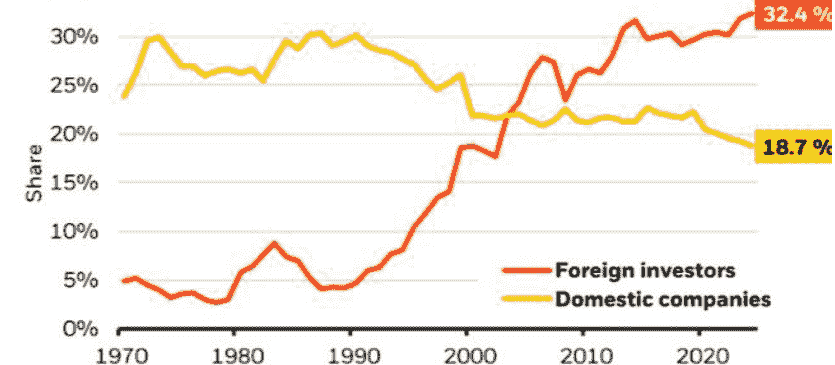 32.4 %
30%
25%
20%
18.7 %
15%
10%
5%
0%
Share
Foreign investors
Domestic companies
1970 1980 1990 2000 2010 2020